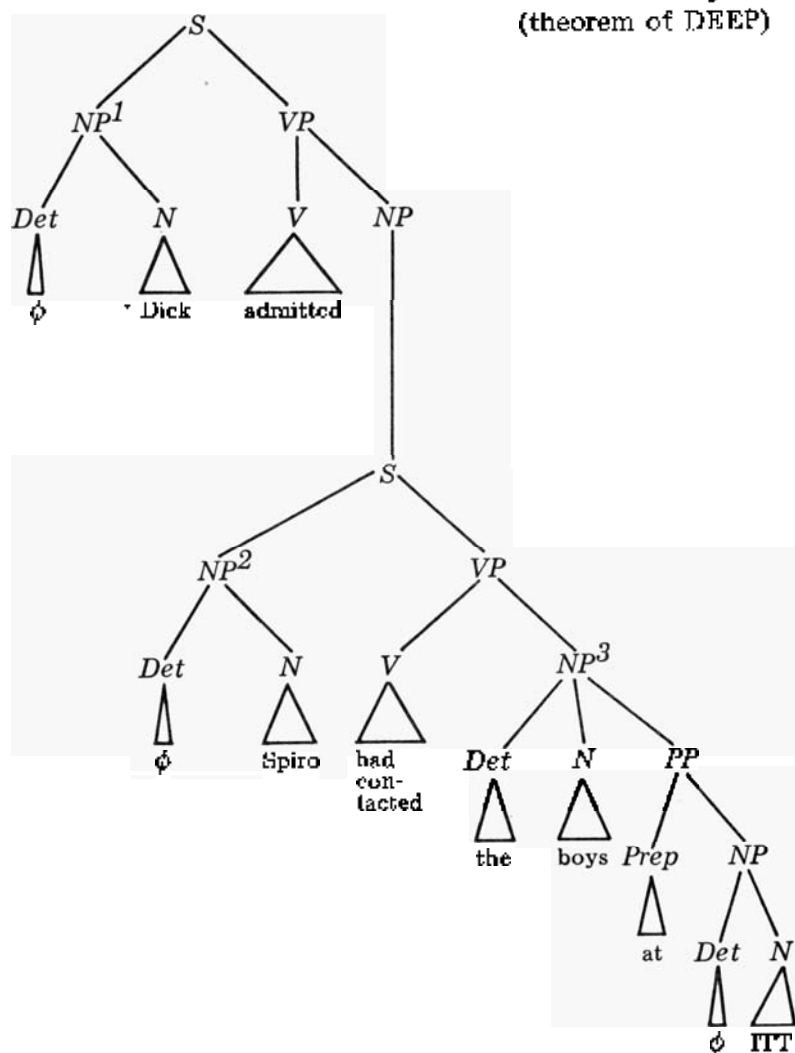 (theorem of DEEP)
S
NP1 VP
Det N V NP
ϕ Dick admitted
S
NP2 VP
Det N V NP3
ϕ Spiro had
con-
tacted
Det N PP
the boys Prep NP
at Det N
ϕ ITT